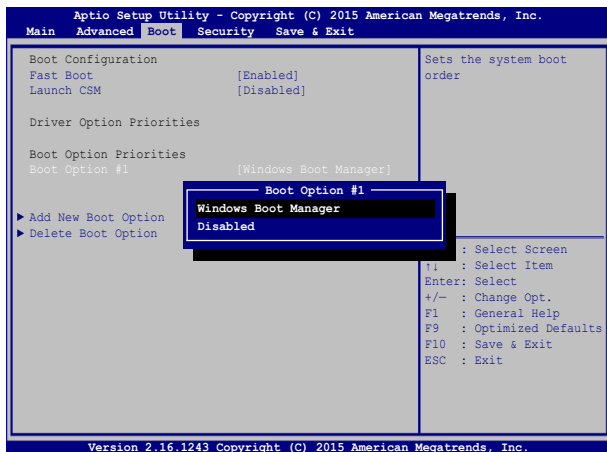 Aptio Setup Utility - Copyright (C) 2015 American Megatrends, Inc.
Main Advanced Boot Security Save & Exit
Boot Configuration
Fast Boot [Enabled]
Launch CSM [Disabled]
Driver Option Priorities
Boot Option Priorities
Boot Option #1 [Windows Boot Manager]
Add New Boot Option
Delete Boot Option
Boot Option #1
Windows Boot Manager
Disabled
Sets the system boot
order
: Select Screen
↑↓ : Select Item
Enter: Select
+/— : Change Opt.
F1 : General Help
F9 : Optimized Defaults
F10 : Save & Exit
ESC : Exit
Version 2.16.1243 Copyright (C) 2015 American Megatrends, Inc.